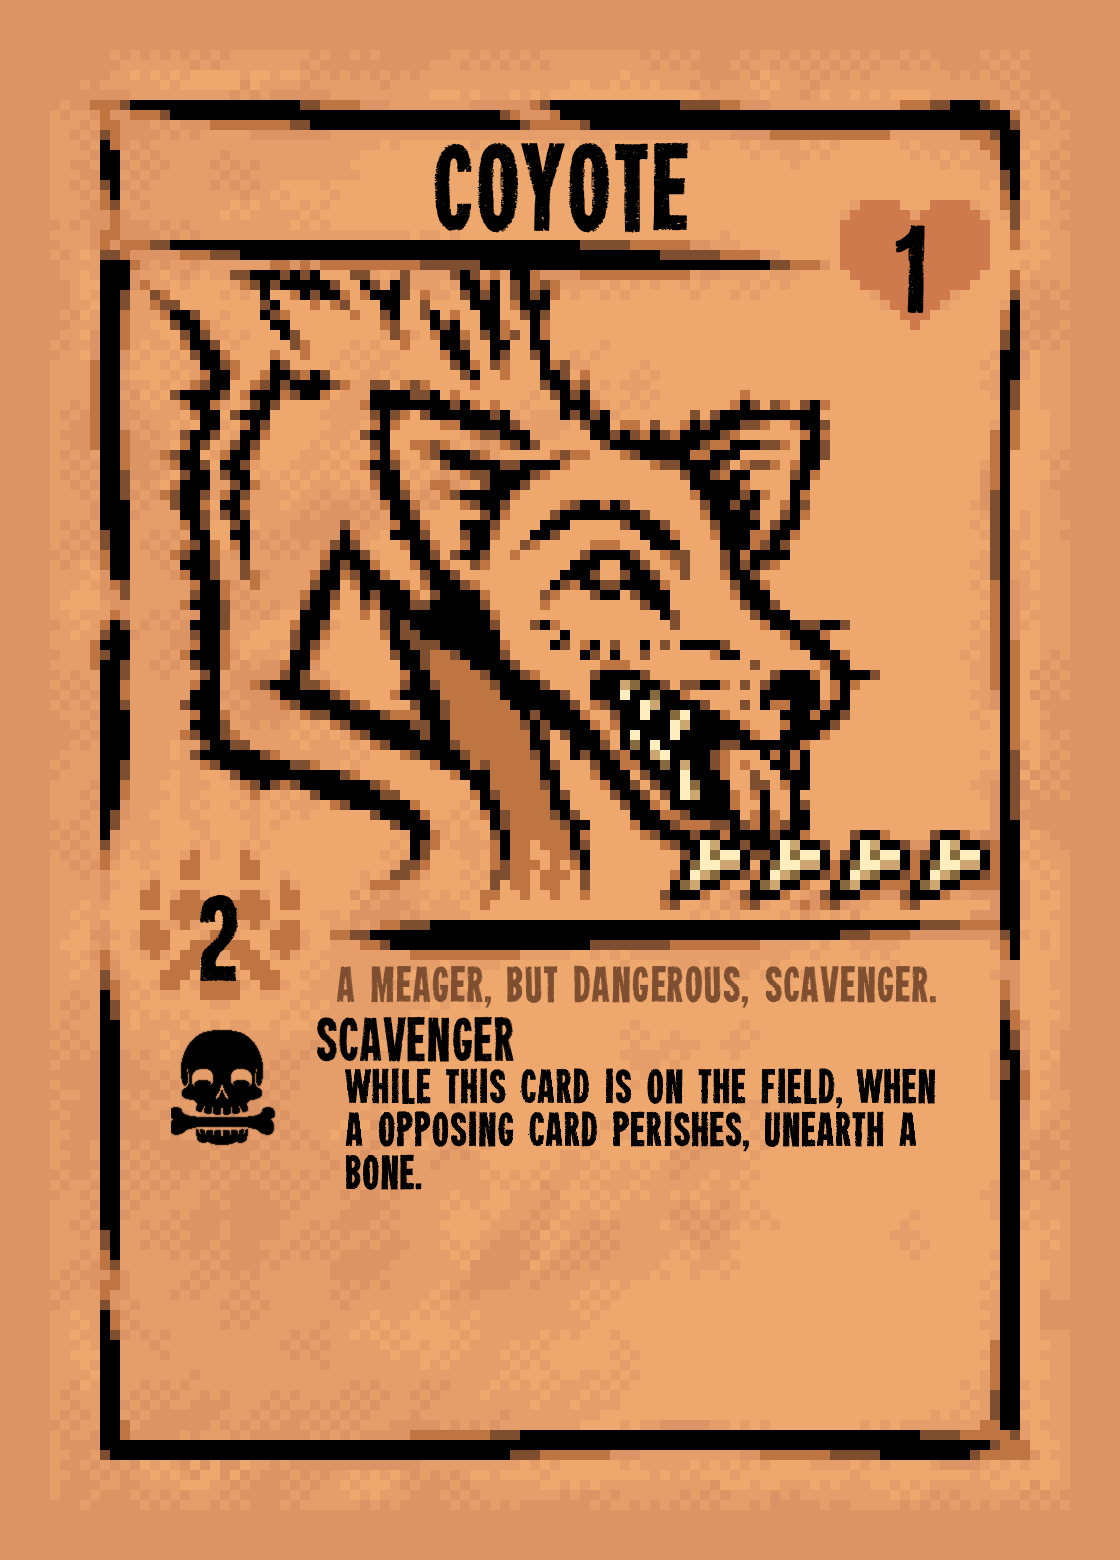 COYOTE
1
2
A MEAGER, BUT DANGEROUS, SCAVENGER.
SCAVENGER
WHILE THIS CARD IS ON THE FIELD, WHEN
A OPPOSING CARD PERISHES, UNEARTH A
BONE.